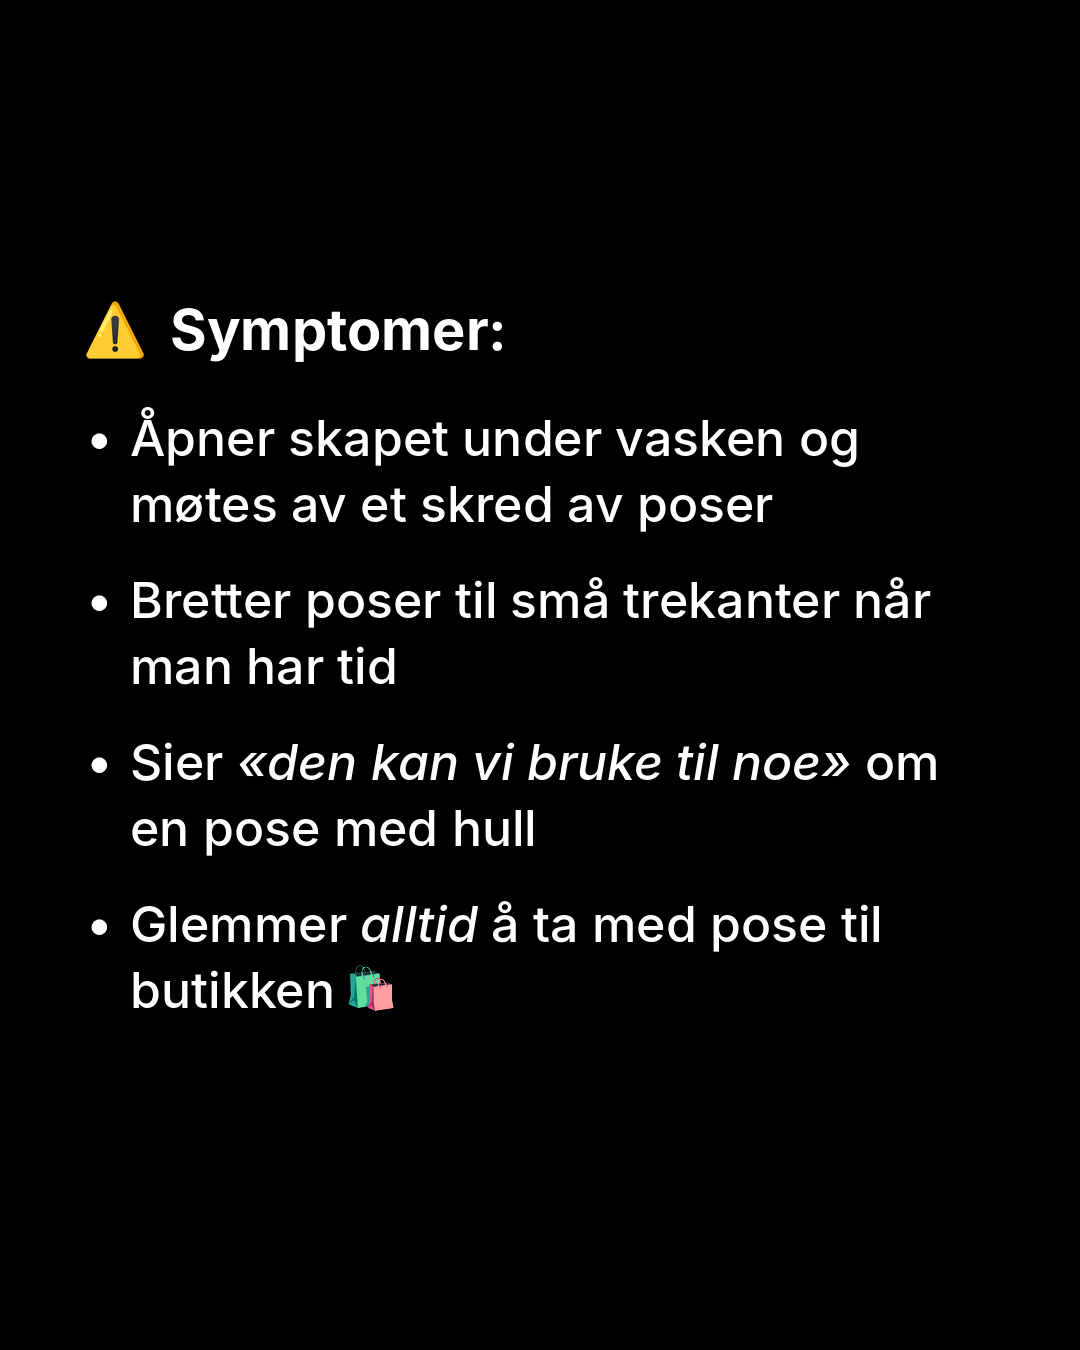 ⚠️ Symptomer:
• Åpner skapet under vasken og
møtes av et skred av poser
• Bretter poser til små trekanter når
man har tid
• Sier «den kan vi bruke til noe» om
en pose med hull
• Glemmer alltid å ta med pose til
butikken 🛍️